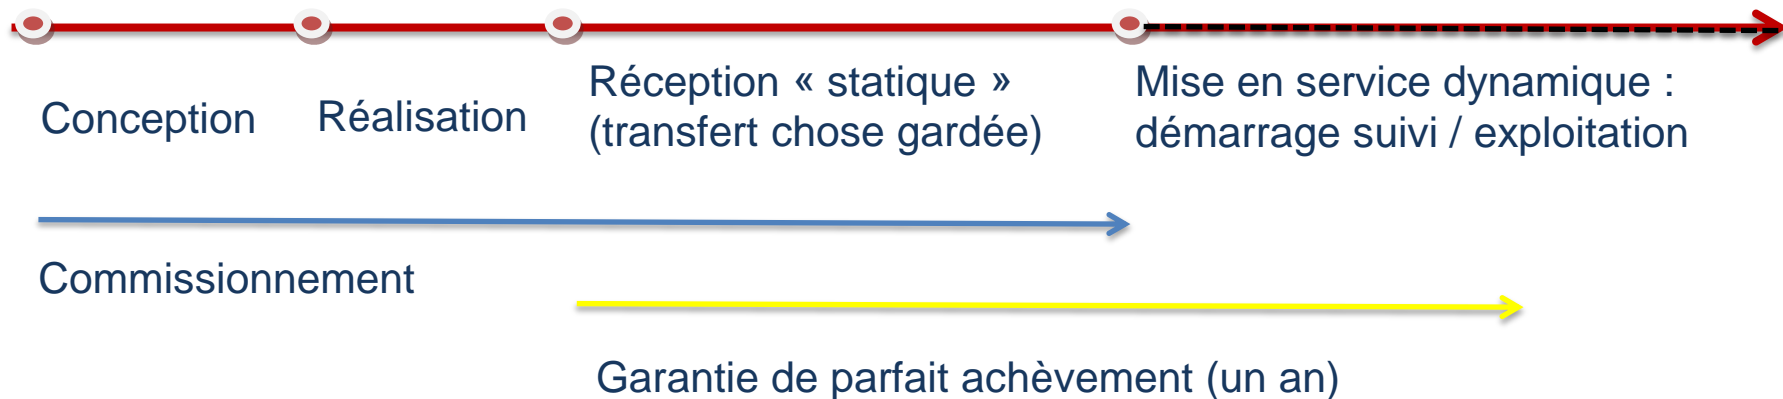 Conception
Réalisation
Réception « statique »
(transfert chose gardée)
Mise en service dynamique :
démarrage suivi / exploitation
Commissionnement
Garantie de parfait achèvement (un an)